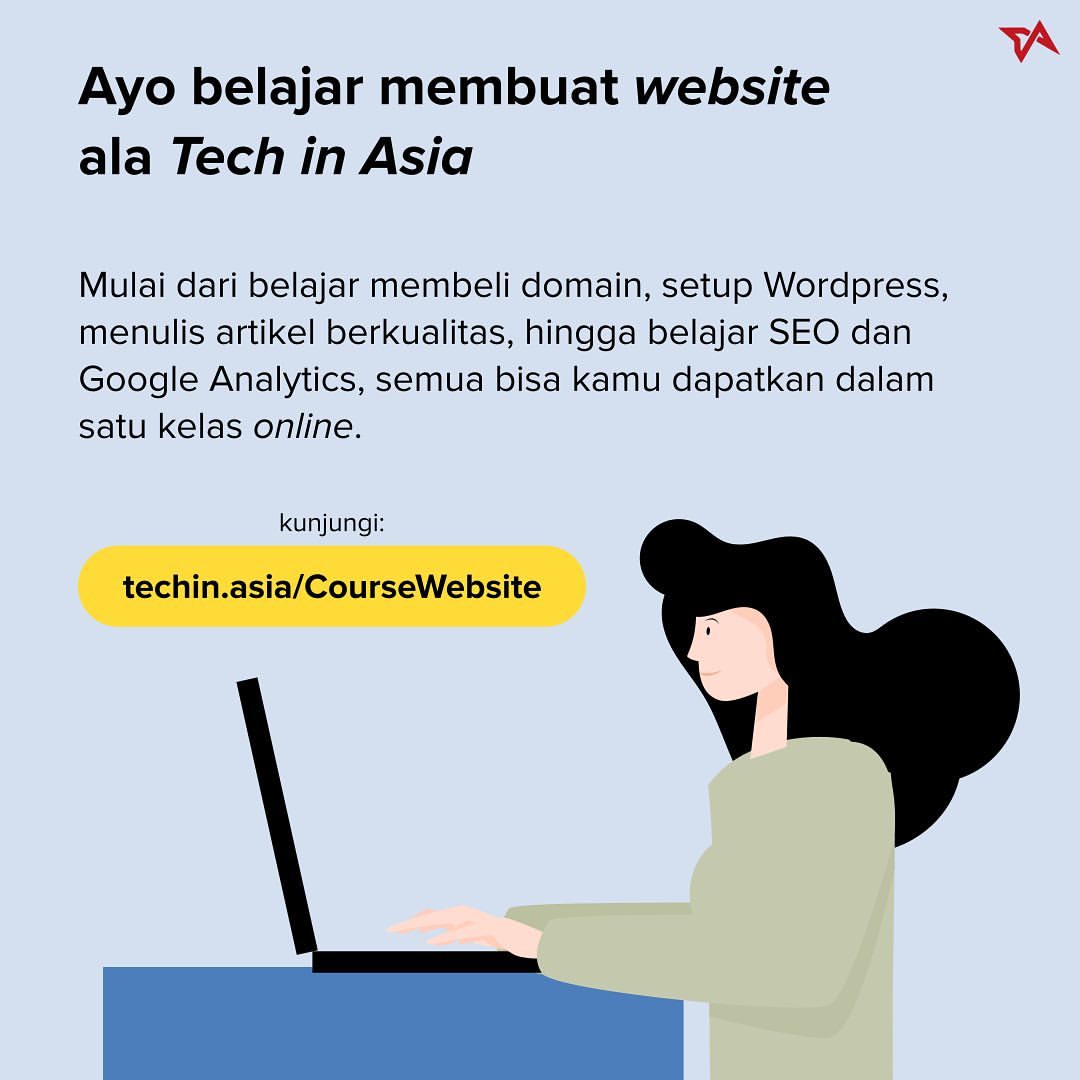 Ayo belajar membuat website
ala Tech in Asia
Mulai dari belajar membeli domain, setup Wordpress,
menulis artikel berkualitas, hingga belajar SEO dan
Google Analytics, semua bisa kamu dapatkan dalam
satu kelas online.
kunjungi:
techin.asia/CourseWebsite